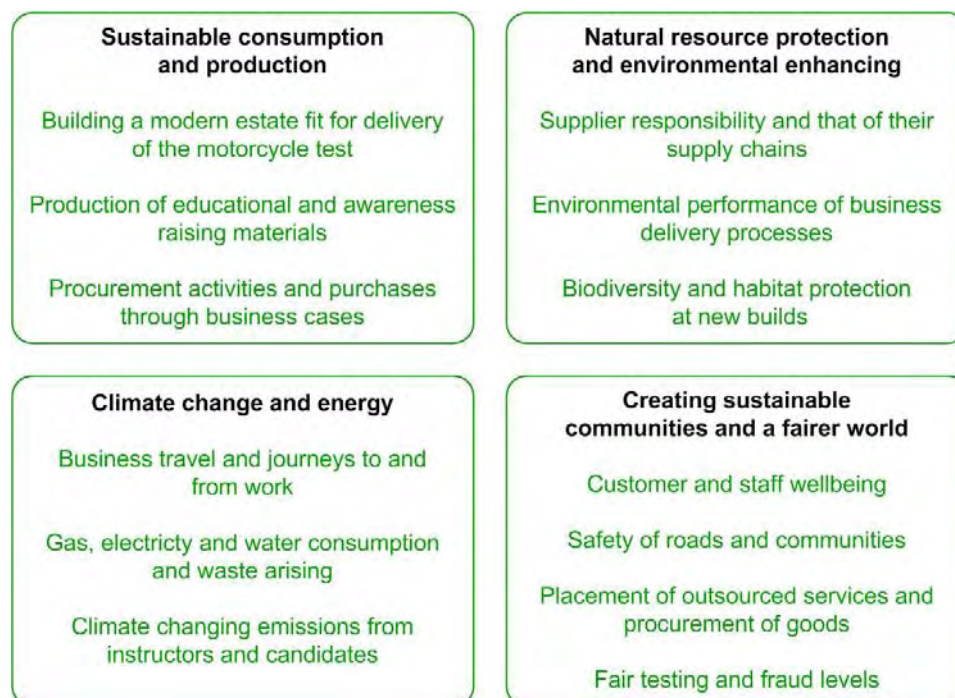 Sustainable consumption
and production
Building a modern estate fit for delivery
of the motorcycle test
Production of educational and awareness
raising materials
Procurement activities and purchases
through business cases
Natural resource protection
and environmental enhancing
Supplier responsibility and that of their
supply chains
Environmental performance of business
delivery processes
Biodiversity and habitat protection
at new builds
Climate change and energy
Business travel and journeys to and
from work
Gas, electricty and water consumption
and waste arising
Climate changing emissions from
instructors and candidates
Creating sustainable
communities and a fairer world
Customer and staff wellbeing
Safety of roads and communities
Placement of outsourced services and
procurement of goods
Fair testing and fraud levels